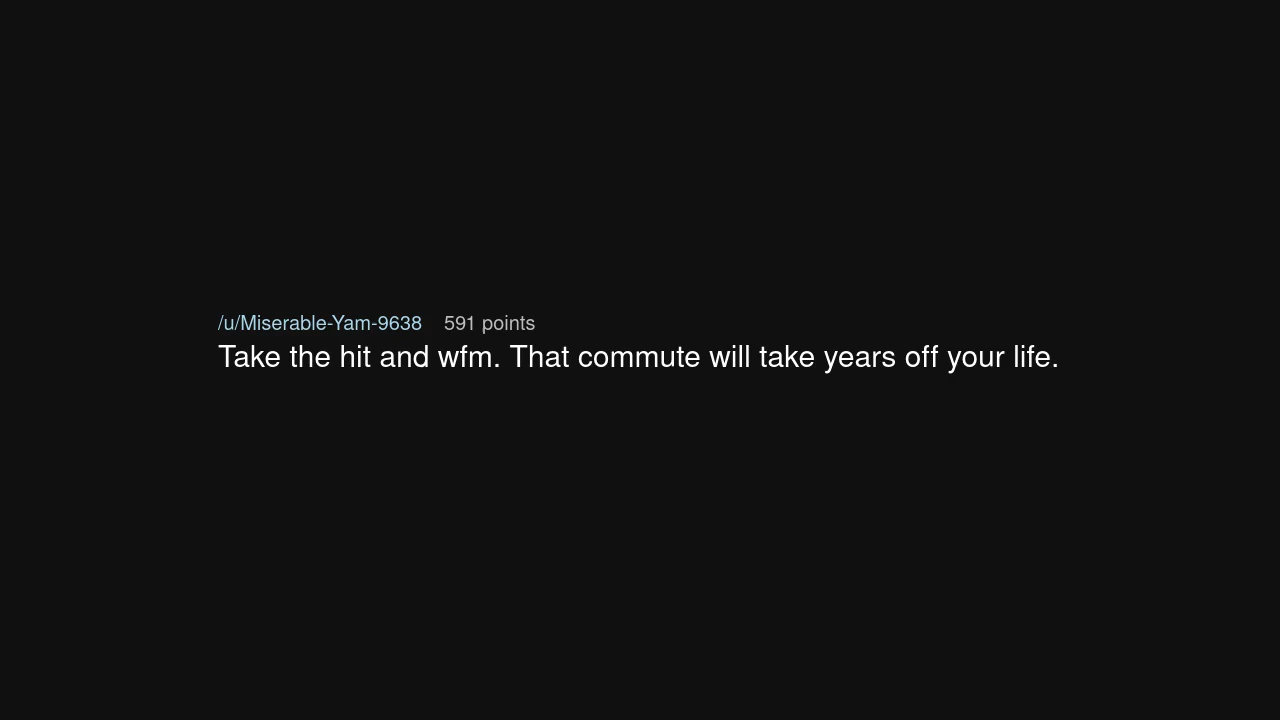 /u/Miserable-Yam-9638 591 points
Take the hit and wfm. That commute will take years off your life.